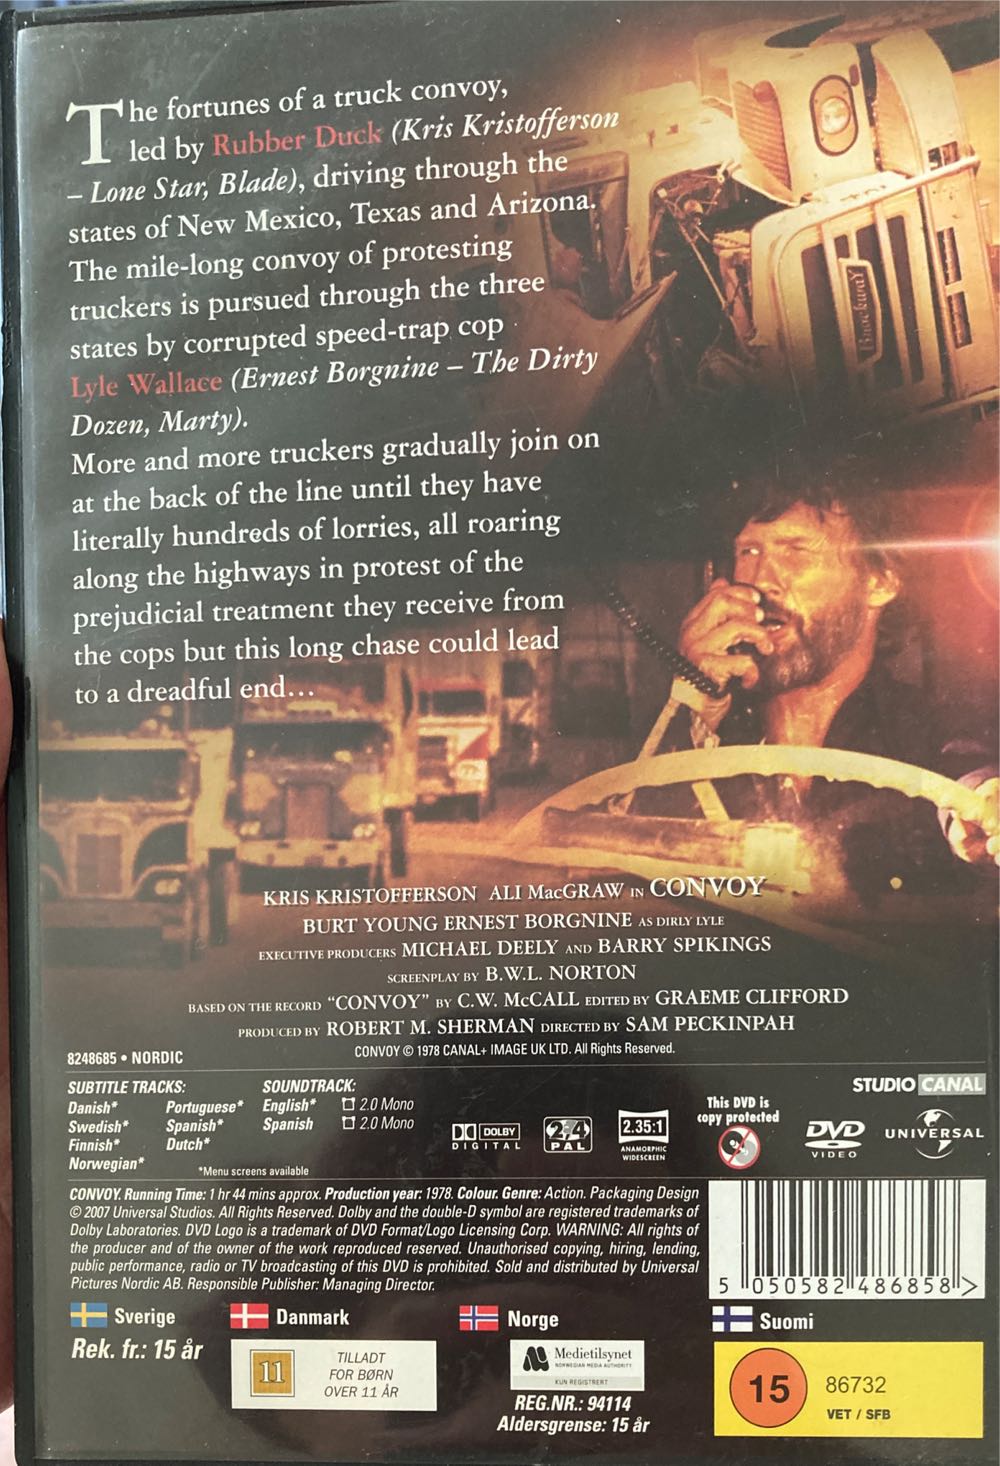 The fortunes of a truck convoy,
led by Rubber Duck (Kris Kristofferson
– Lone Star, Blade), driving through the
states of New Mexico, Texas and Arizona.
The mile-long convoy of protesting
truckers is pursued through the three
states by corrupted speed-trap cop
Lyle Wallace (Ernest Borgnine – The Dirty
Dozen, Marty).
More and more truckers gradually join on
at the back of the line until they have
literally hundreds of lorries, all roaring
along the highways in protest of the
prejudicial treatment they receive from
the cops but this long chase could lead
to a dreadful end...
BrockwaY
KRIS KRISTOFFERSON ALI MacGRAW IN CONVOY
BURT YOUNG ERNEST BORGNINE AS DIRLY LYLE
EXECUTIVE PRODUCERS MICHAEL DEELY AND BARRY SPIKINGS
SCREENPLAY BY B.W.L. NORTON
BASED ON THE RECORD “CONVOY” BY C.W. McCALL EDITED BY GRAEME CLIFFORD
PRODUCED BY ROBERT M. SHERMAN DIRECTED BY SAM PECKINPAH
CONVOY © 1978 CANAL+ IMAGE UK LTD. All Rights Reserved.
8248685 • NORDIC
SUBTITLE TRACKS:
Danish* Portuguese*
Swedish* Spanish*
Finnish* Dutch*
Norwegian*
SOUNDTRACK:
English* 2.0 Mono
Spanish 2.0 Mono
*Menu screens available
DOLBY
DIGITAL
2-4
PAL
2.35:1
ANAMORPHIC
WIDESCREEN
This DVD is
copy protected
STUDIO CANAL
DVD
VIDEO
UNIVERSAL
CONVOY. Running Time: 1 hr 44 mins approx. Production year: 1978. Colour. Genre: Action. Packaging Design
© 2007 Universal Studios. All Rights Reserved. Dolby and the double-D symbol are registered trademarks of
Dolby Laboratories. DVD Logo is a trademark of DVD Format/Logo Licensing Corp. WARNING: All rights of
the producer and of the owner of the work reproduced reserved. Unauthorised copying, hiring, lending,
public performance, radio or TV broadcasting of this DVD is prohibited. Sold and distributed by Universal
Pictures Nordic AB. Responsible Publisher: Managing Director.
5 050582 486858 >
Sverige
Rek. fr.: 15 år
Danmark
11
TILLADT
FOR BØRN
OVER 11 ÅR
Norge
Medietilsynet
NORWEGIAN MEDIA AUTHORITY
KUN REGISTRERT
REG.NR.: 94114
Aldersgrense: 15 år
Suomi
15
86732
VET / SFB